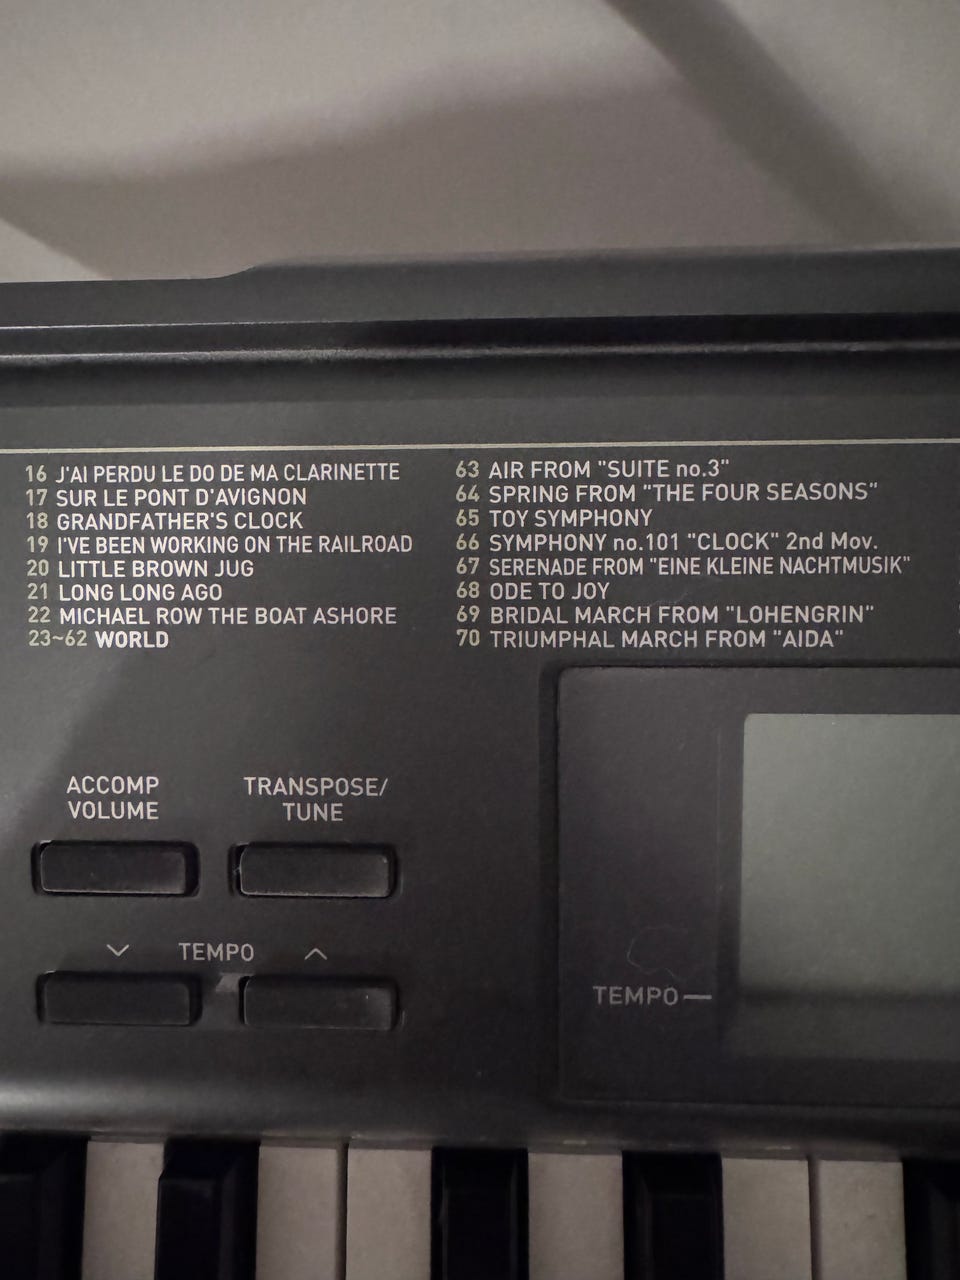 16 J'AI PERDU LE DO DE MA CLARINETTE
17 SUR LE PONT D'AVIGNON
18 GRANDFATHER'S CLOCK
19 I'VE BEEN WORKING ON THE RAILROAD
20 LITTLE BROWN JUG
21 LONG LONG AGO
22 MICHAEL ROW THE BOAT ASHORE
23~62 WORLD
63 AIR FROM "SUITE no.3"
64 SPRING FROM "THE FOUR SEASONS"
65 TOY SYMPHONY
66 SYMPHONY no.101 "CLOCK" 2nd Mov.
67 SERENADE FROM "EINE KLEINE NACHTMUSIK"
68 ODE TO JOY
69 BRIDAL MARCH FROM "LOHENGRIN"
70 TRIUMPHAL MARCH FROM "AIDA"
ACCOMP
VOLUME
TRANSPOSE/
TUNE
TEMPO
TEMPO